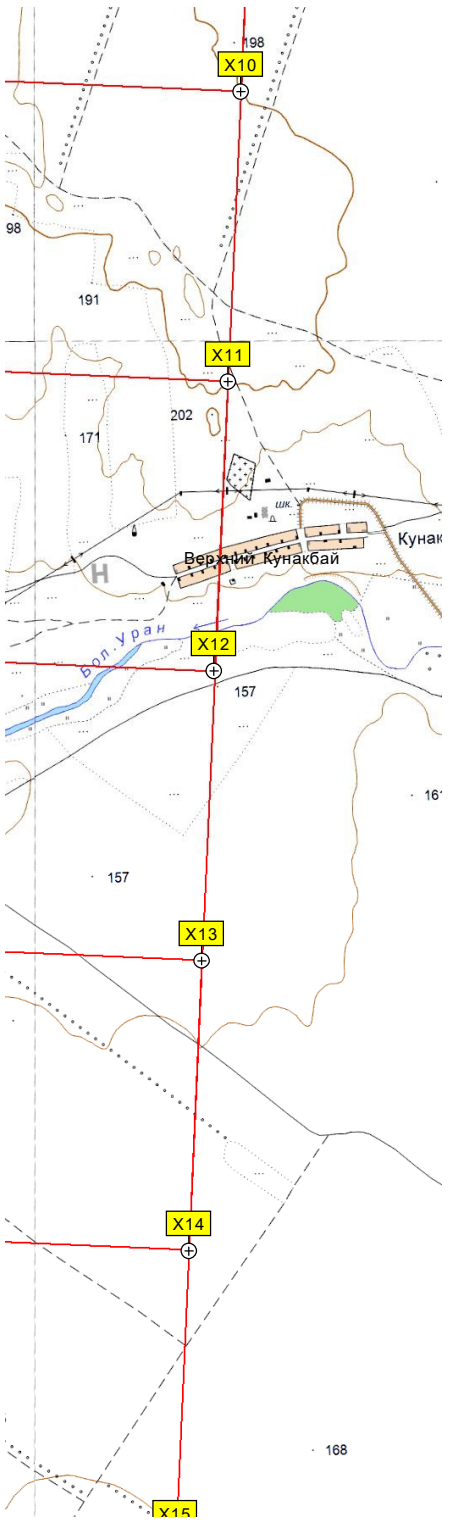 198
X10
98
191
X11
202
171
шк.
Верхний Кунакбай
Кунак
Н
Бол. Уран
X12
157
161
157
X13
X14
168
X15